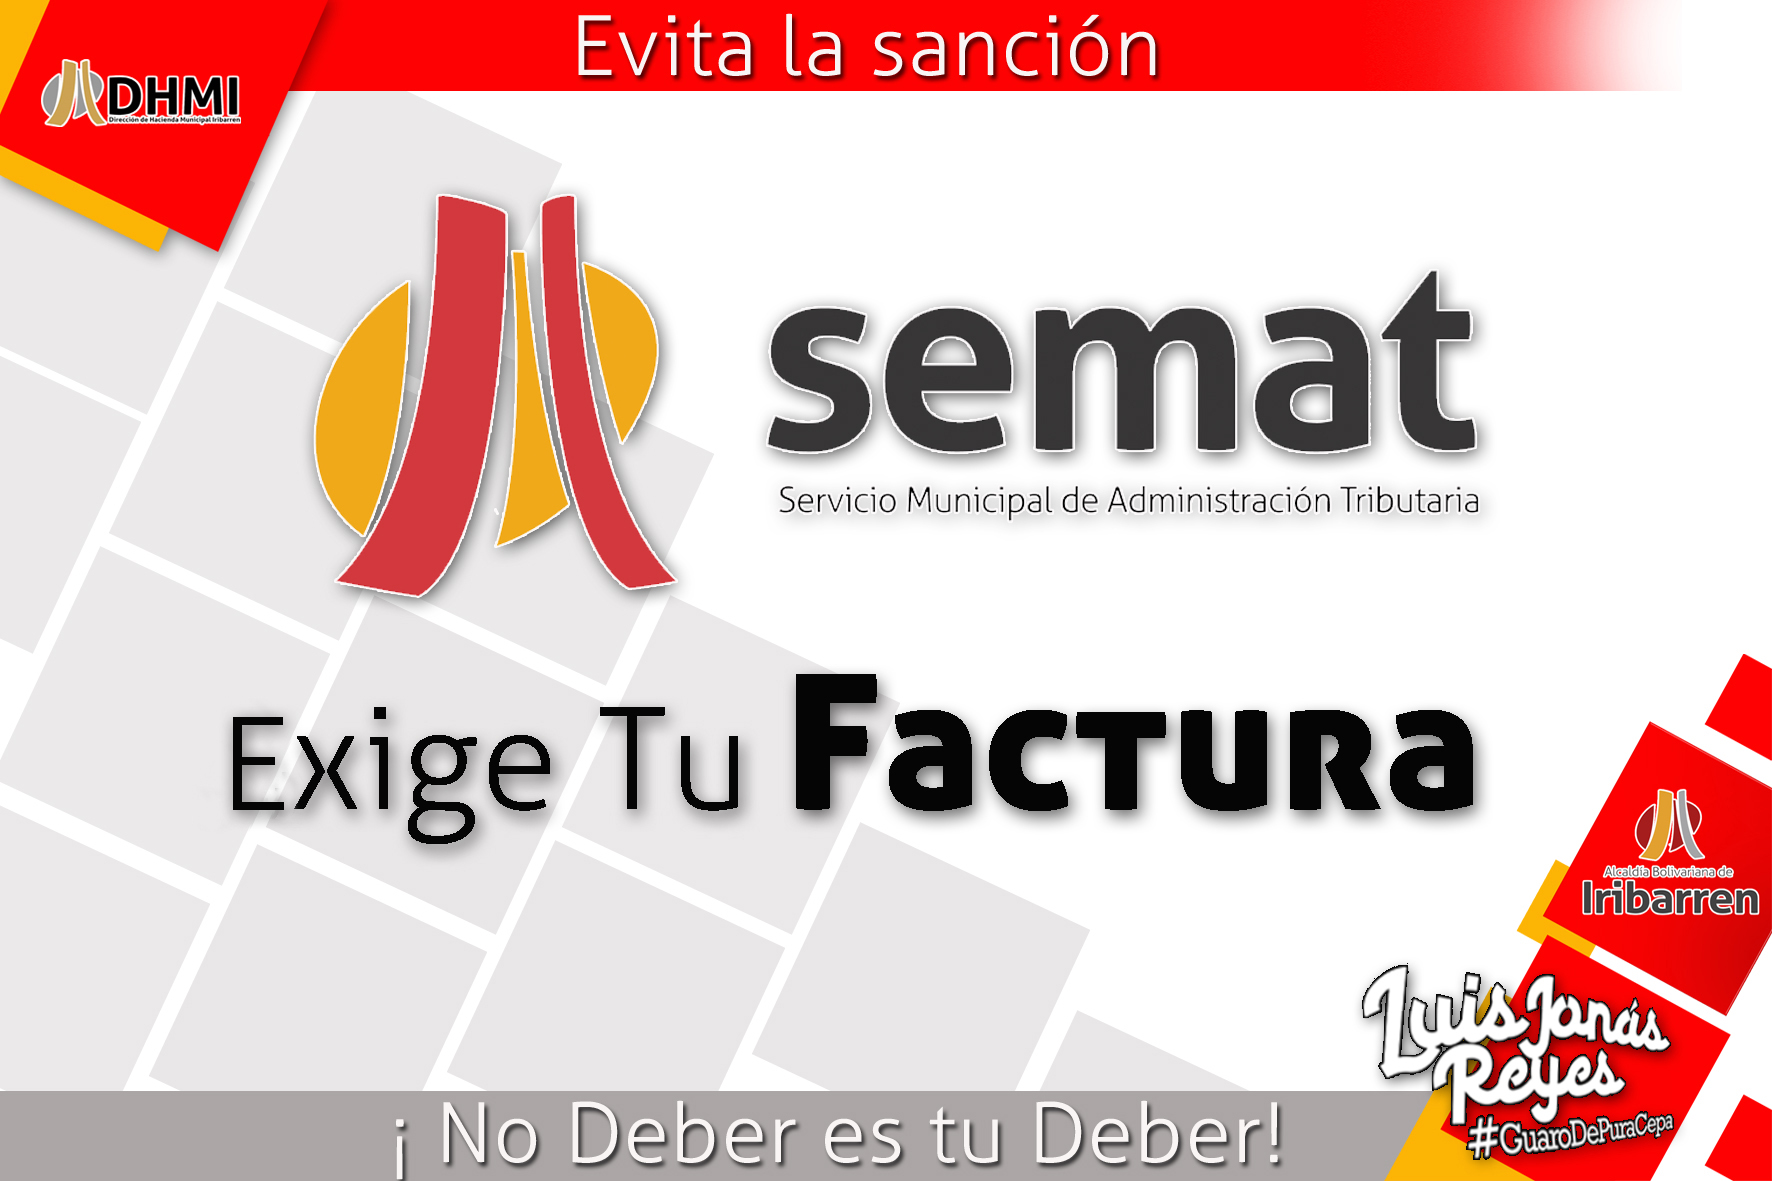 Evita la sanción
DHMI
Dirección de Hacienda Municipal Iribarren
semat
Servicio Municipal de Administración Tributaria
Exige Tu Factura
Alcaldía Bolivariana de
Iribarren
Luis Jonás
Reyes
#GuaroDePuraCepa
¡ No Deber es tu Deber!